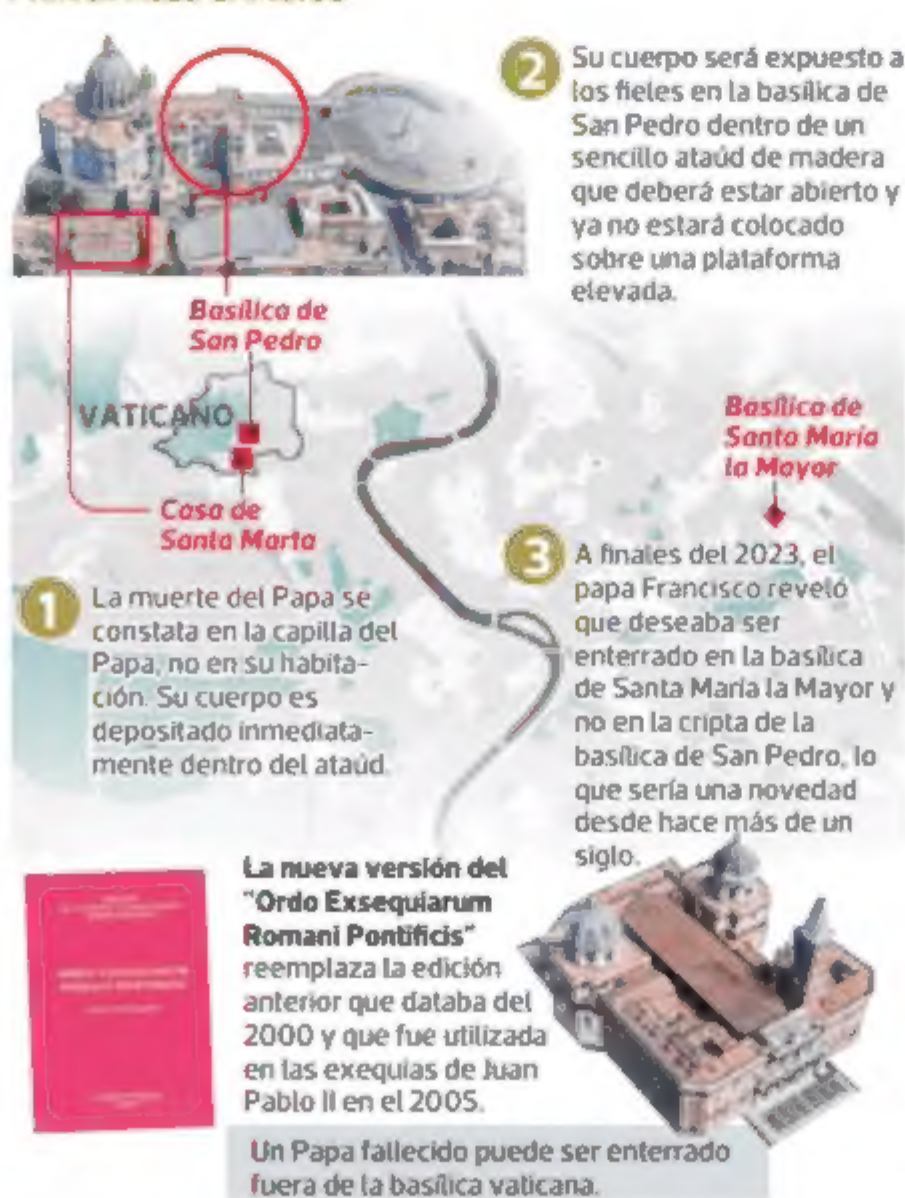 2
Su cuerpo será expuesto a
los fieles en la basílica de
San Pedro dentro de un
sencillo ataúd de madera
que deberá estar abierto y
ya no estará colocado
sobre una plataforma
elevada.
Basílica de
San Pedro
VATICANO
Casa de
Santa Marta
Basílica de
Santa María
la Mayor
1
La muerte del Papa se
constata en la capilla del
Papa, no en su habita-
ción. Su cuerpo es
depositado inmediata-
mente dentro del ataúd.
3
A finales del 2023, el
papa Francisco reveló
que deseaba ser
enterrado en la basílica
de Santa María la Mayor y
no en la cripta de la
basílica de San Pedro, lo
que sería una novedad
desde hace más de un
siglo.
La nueva versión del
"Ordo Exsequiarum
Romani Pontificis"
reemplaza la edición
anterior que databa del
2000 y que fue utilizada
en las exequias de Juan
Pablo II en el 2005.
Un Papa fallecido puede ser enterrado
fuera de la basílica vaticana.